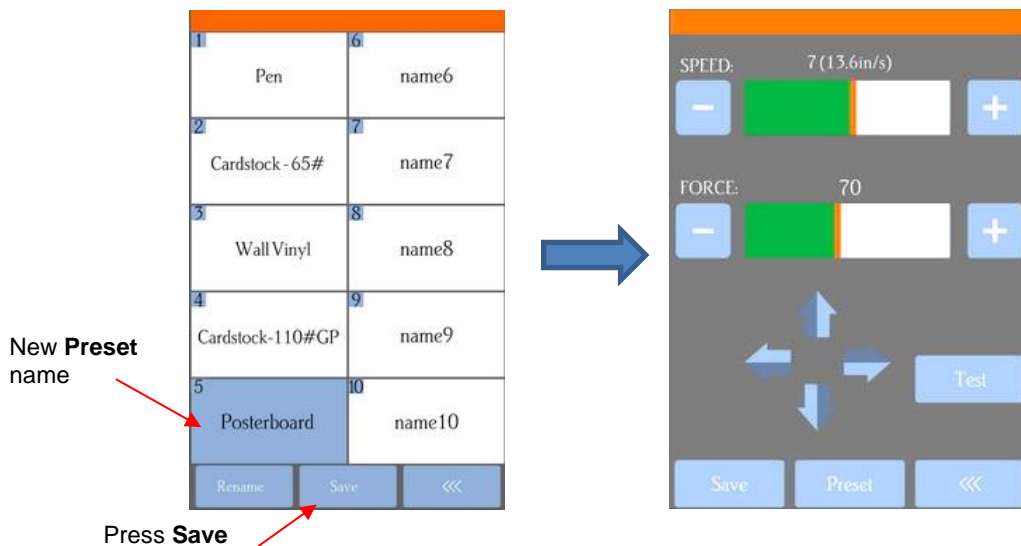 1
Pen
6
name6
2
Cardstock - 65#
7
name7
3
Wall Vinyl
8
name8
4
Cardstock-110#GP
9
name9
5
Posterboard
10
name10
Rename
Save
<<<
New Preset
name
Press Save
SPEED:
7 (13.6in/s)
−
+
FORCE:
70
−
+
Test
Save
Preset
<<<